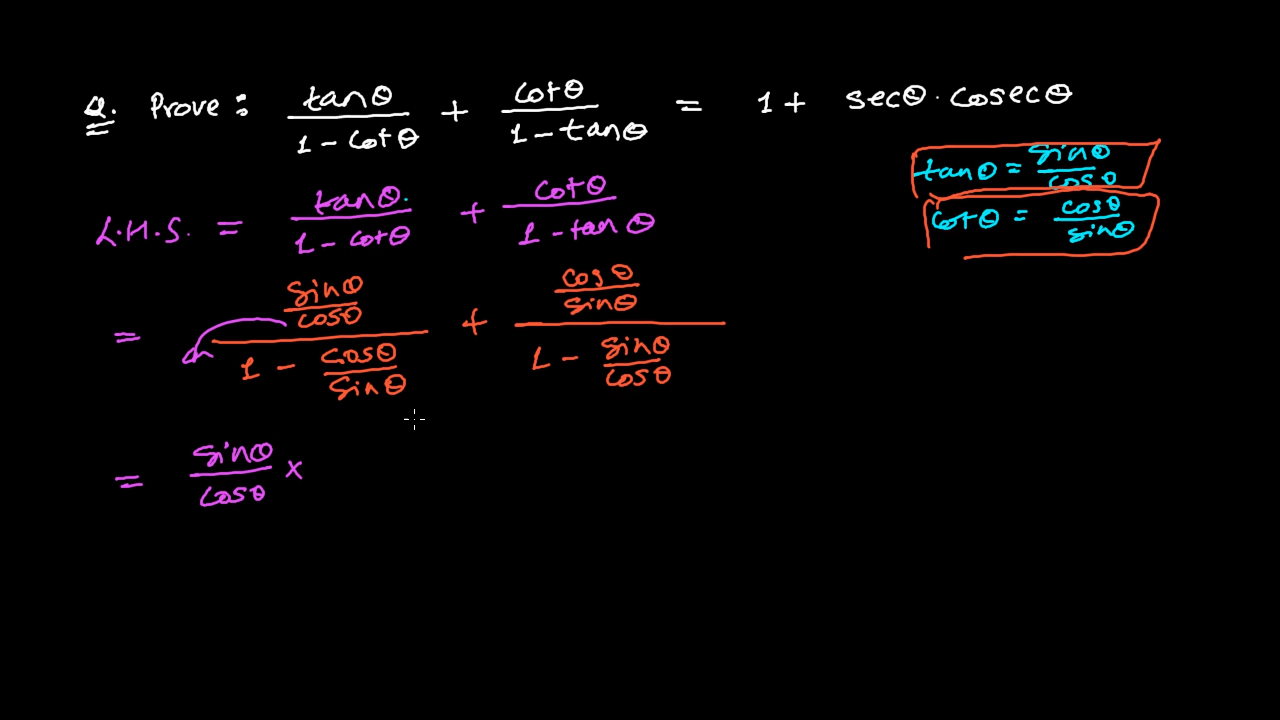 Q. Prove: tanθ/(1 - cotθ) + cotθ/(1 - tanθ) = 1 + secθ · cosecθ
tanθ = sinθ/cosθ
cotθ = cosθ/sinθ
L.H.S. = tanθ./(1 - cotθ) + cotθ/(1 - tanθ)
= (sinθ/cosθ)/(1 - cosθ/sinθ) + (cosθ/sinθ)/(1 - sinθ/cosθ)
= sinθ/cosθ ×